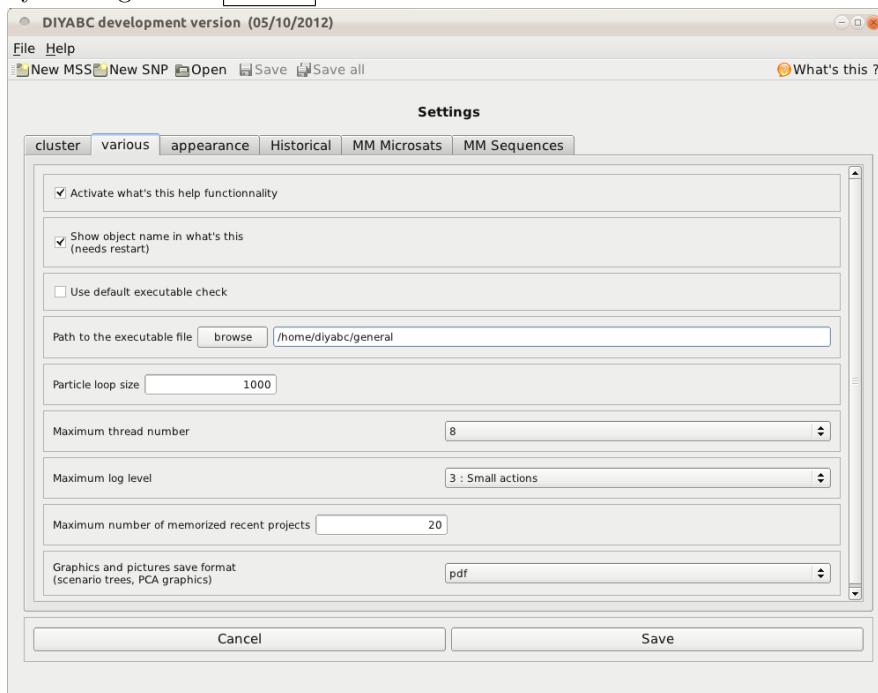 DIYABC development version (05/10/2012)
File Help
New MSS New SNP Open Save Save all What's this ?
Settings
cluster various appearance Historical MM Microsats MM Sequences
Activate what's this help functionnality
Show object name in what's this
(needs restart)
Use default executable check
Path to the executable file browse /home/diyabc/general
Particle loop size 1000
Maximum thread number 8
Maximum log level 3 : Small actions
Maximum number of memorized recent projects 20
Graphics and pictures save format
(scenario trees, PCA graphics) pdf
Cancel Save